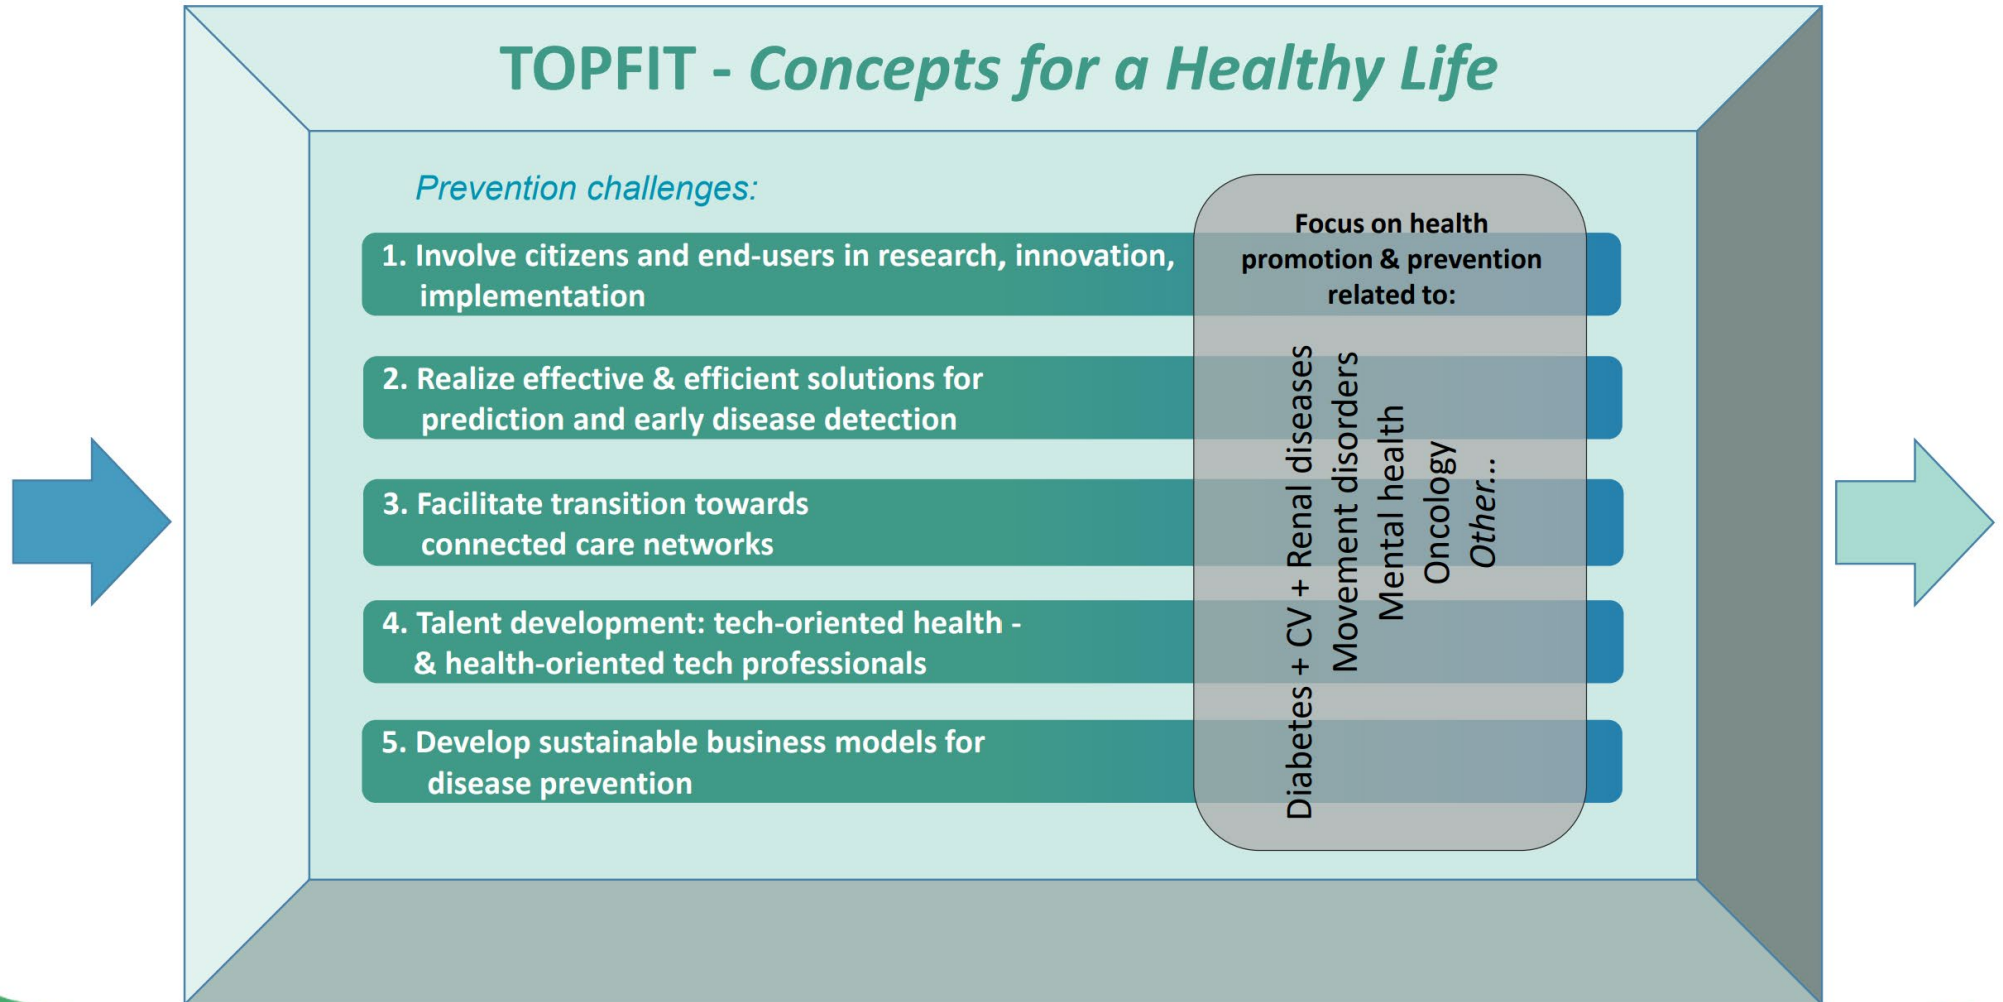 TOPFIT - Concepts for a Healthy Life
Prevention challenges:
1. Involve citizens and end-users in research, innovation,
implementation
2. Realize effective & efficient solutions for
prediction and early disease detection
3. Facilitate transition towards
connected care networks
4. Talent development: tech-oriented health -
& health-oriented tech professionals
5. Develop sustainable business models for
disease prevention
Focus on health
promotion & prevention
related to:
Diabetes + CV + Renal diseases
Movement disorders
Mental health
Oncology
Other...